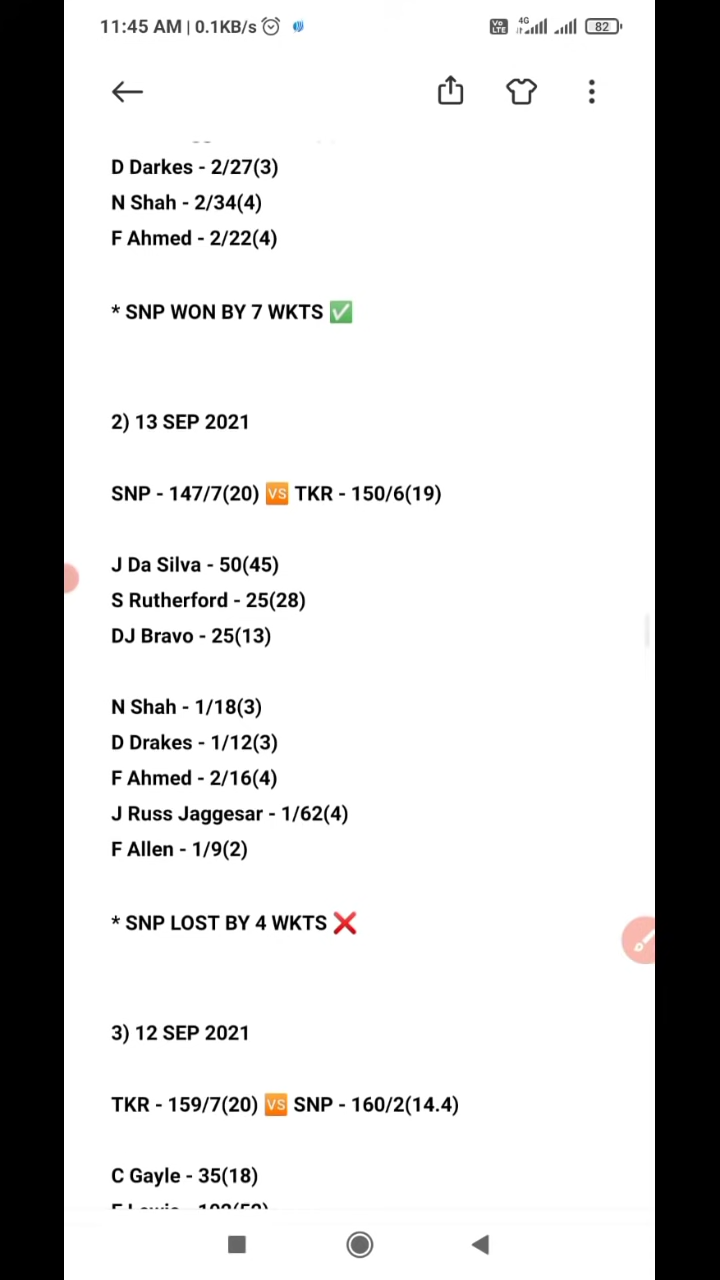 11:45 AM | 0.1KB/s
Vo LTE 4G 82
D Darkes - 2/27(3)
N Shah - 2/34(4)
F Ahmed - 2/22(4)
* SNP WON BY 7 WKTS ✅
2) 13 SEP 2021
SNP - 147/7(20) 🆚 TKR - 150/6(19)
J Da Silva - 50(45)
S Rutherford - 25(28)
DJ Bravo - 25(13)
N Shah - 1/18(3)
D Drakes - 1/12(3)
F Ahmed - 2/16(4)
J Russ Jaggesar - 1/62(4)
F Allen - 1/9(2)
* SNP LOST BY 4 WKTS ❌
3) 12 SEP 2021
TKR - 159/7(20) 🆚 SNP - 160/2(14.4)
C Gayle - 35(18)